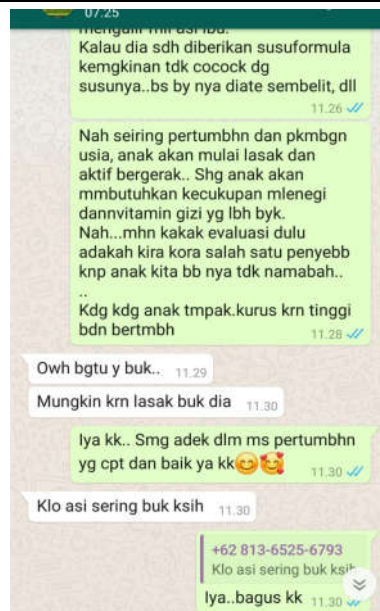 07.25
Kalau dia sdh diberikan susuformula
kemgkinan tdk cocock dg
susunya..bs by nya diate sembelit, dll
11.26
Nah seiring pertumbhn dan pkmbgn
usia, anak akan mulai lasak dan
aktif bergerak.. Shg anak akan
mmbutuhkan kecukupan mlenegi
dannvitamin gizi yg lbh byk.
Nah...mhn kakak evaluasi dulu
adakah kira kora salah satu penyebb
knp anak kita bb nya tdk namabah..
..
Kdg kdg anak tmpak.kurus krn tinggi
bdn bertmbh
11.28
Owh bgtu y buk.. 11.29
Mungkin krn lasak buk dia 11.30
Iya kk.. Smg adek dlm ms pertumbhn
yg cpt dan baik ya kk😊🥰
11.30
Klo asi sering buk ksih 11.30
+62 813-6525-6793
Klo asi sering buk ksih
Iya..bagus kk 11.30